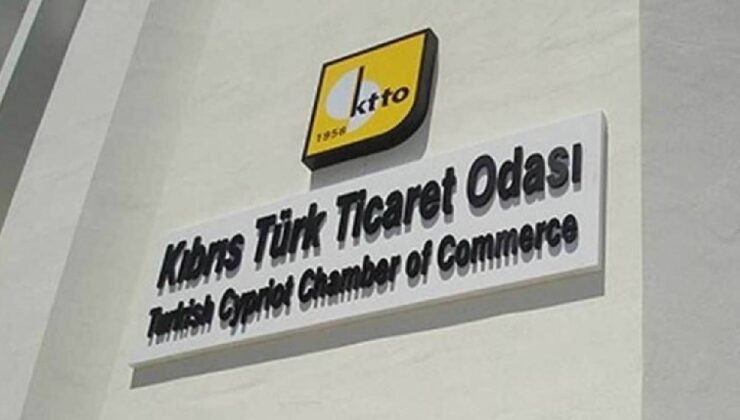 ktto
1958
Kıbrıs Türk Ticaret Odası
Turkish Cypriot Chamber of Commerce